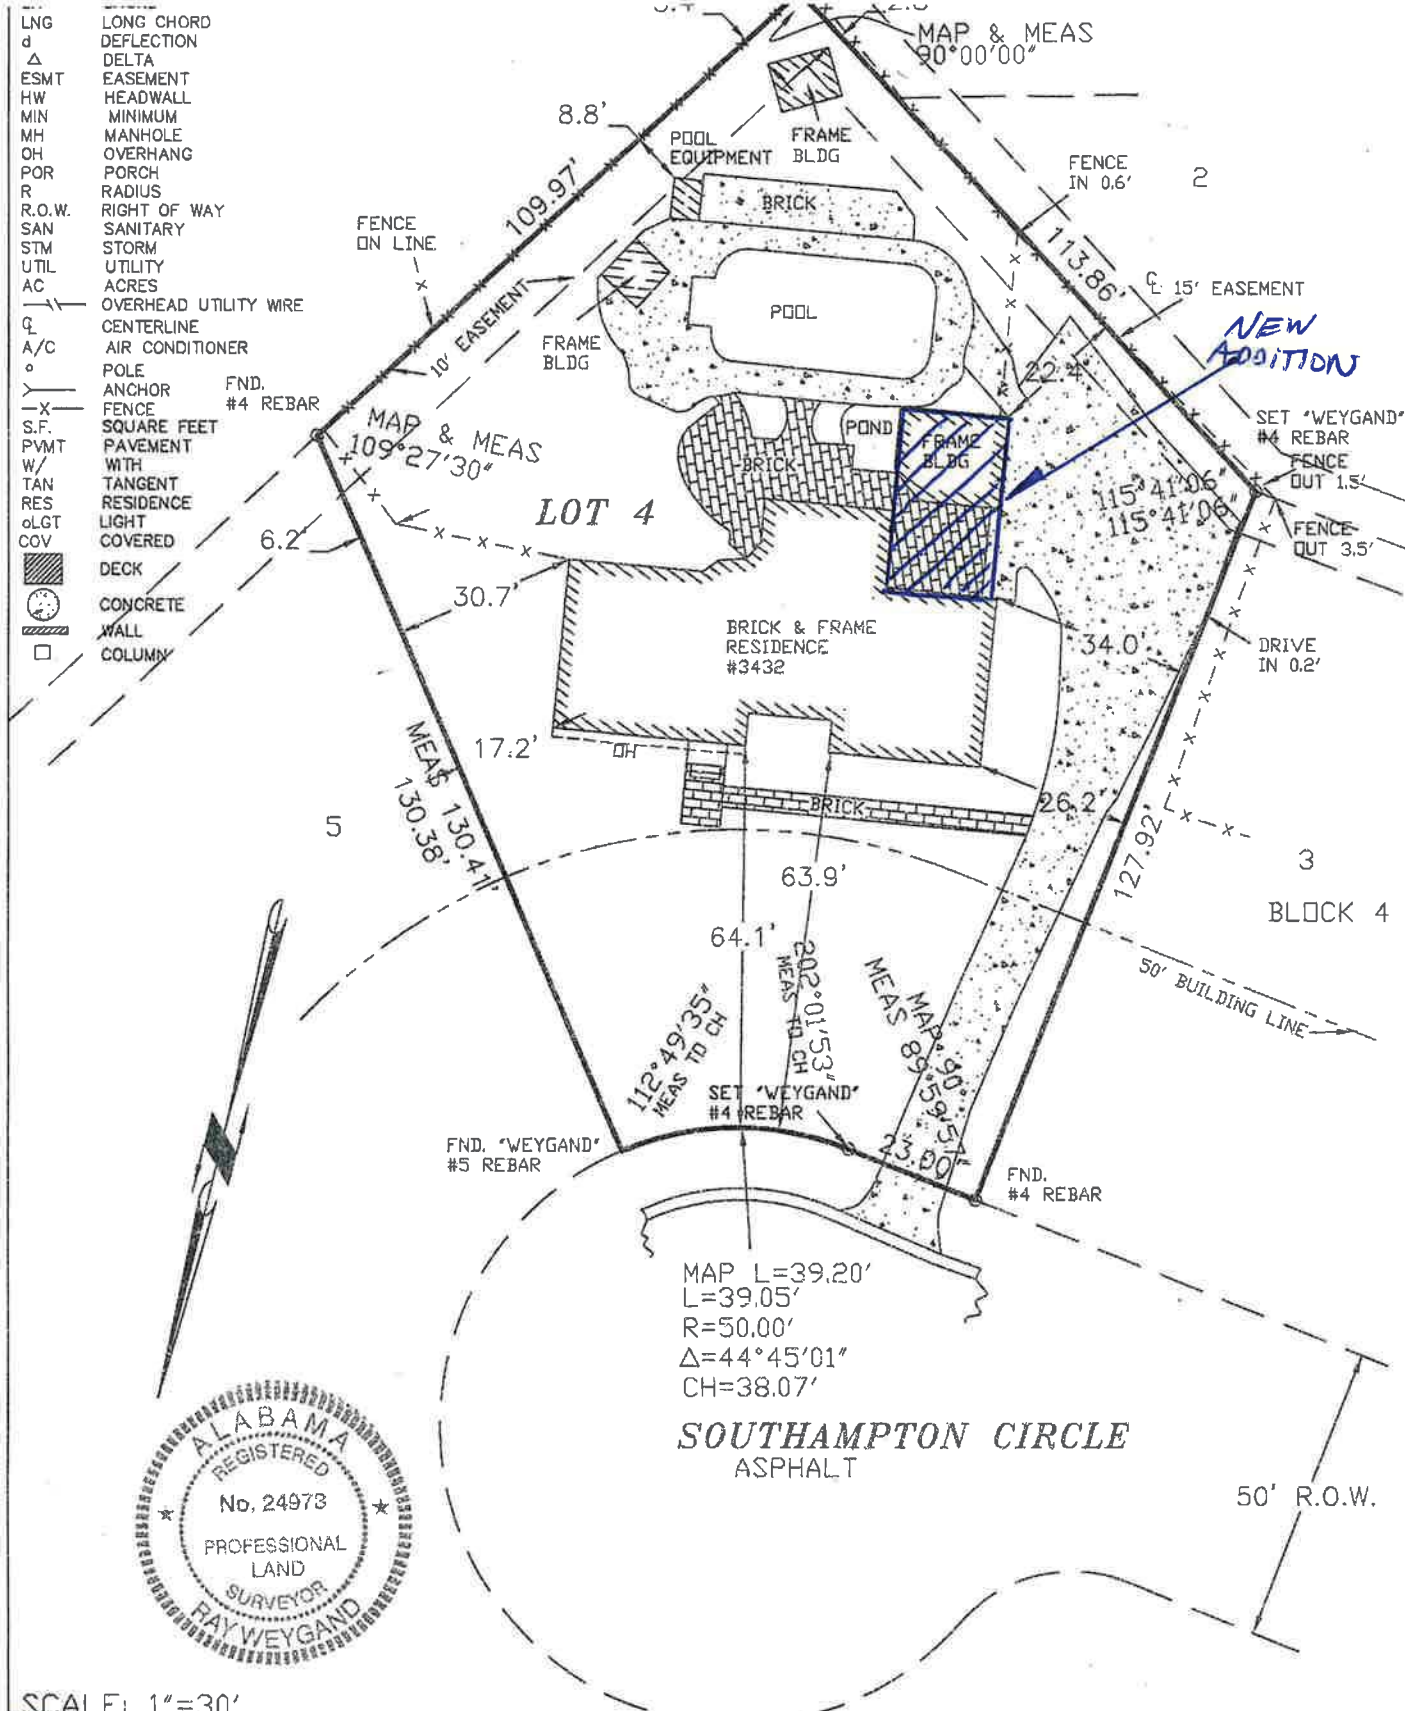 LNG LONG CHORD
d DEFLECTION
Δ DELTA
ESMT EASEMENT
HW HEADWALL
MIN MINIMUM
MH MANHOLE
OH OVERHANG
POR PORCH
R RADIUS
R.O.W. RIGHT OF WAY
SAN SANITARY
STM STORM
UTIL UTILITY
AC ACRES
OVERHEAD UTILITY WIRE
℄ CENTERLINE
A/C AIR CONDITIONER
POLE
ANCHOR
—X— FENCE
S.F. SQUARE FEET
PVMT PAVEMENT
W/ WITH
TAN TANGENT
RES RESIDENCE
oLGT LIGHT
COV COVERED
DECK
CONCRETE
WALL
COLUMN
MAP & MEAS
90°00'00"
8.8'
POOL
EQUIPMENT
FRAME
BLDG
FENCE
IN 0.6'
2
109.97'
BRICK
FENCE
ON LINE
113.86'
℄ 15' EASEMENT
10' EASEMENT
POOL
NEW
ADDITION
FRAME
BLDG
22.4
FND.
#4 REBAR
MAP & MEAS
109°27'30"
POND
FRAME
BLDG
SET "WEYGAND"
#4 REBAR
FENCE
OUT 1.5'
BRICK
LOT 4
115°41'06"
115°41'06"
FENCE
OUT 3.5'
6.2'
30.7'
BRICK & FRAME
RESIDENCE
#3432
34.0'
DRIVE
IN 0.2'
17.2'
OH
MEAS 130.41'
130.38'
BRICK
26.2'
127.92'
5
3
BLOCK 4
63.9'
64.1'
50' BUILDING LINE
112°49'35"
MEAS TO CH
202°01'53"
MEAS TO CH
MAP 90°
MEAS 89°59'57"
SET "WEYGAND"
#4 REBAR
FND. "WEYGAND"
#5 REBAR
23.00'
FND.
#4 REBAR
MAP L=39.20'
L=39.05'
R=50.00'
Δ=44°45'01"
CH=38.07'
SOUTHAMPTON CIRCLE
ASPHALT
50' R.O.W.
ALABAMA
REGISTERED
No. 24973
PROFESSIONAL
LAND
SURVEYOR
RAY WEYGAND
SCALE: 1"=30'